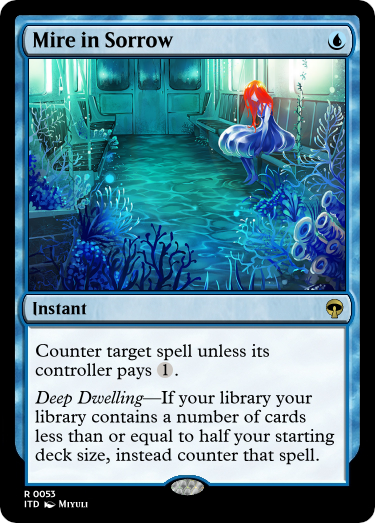 Mire in Sorrow
Instant
Counter target spell unless its
controller pays 1.
Deep Dwelling—If your library your
library contains a number of cards
less than or equal to half your starting
deck size, instead counter that spell.
R 0053
ITD Miyuli